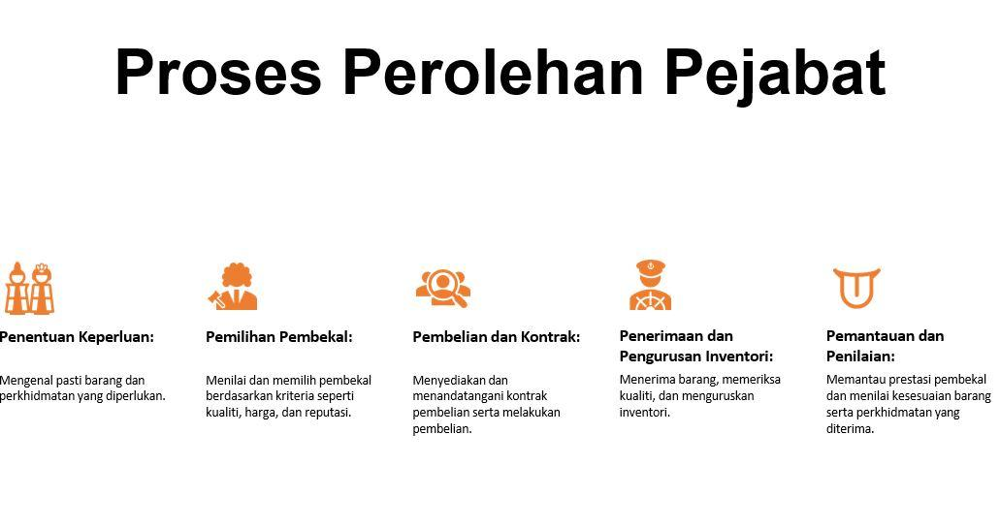 Proses Perolehan Pejabat
Penentuan Keperluan:
Mengenal pasti barang dan
perkhidmatan yang diperlukan.
Pemilihan Pembekal:
Menilai dan memilih pembekal
berdasarkan kriteria seperti
kualiti, harga, dan reputasi.
Pembelian dan Kontrak:
Menyediakan dan
menandatangani kontrak
pembelian serta melakukan
pembelian.
Penerimaan dan
Pengurusan Inventori:
Menerima barang, memeriksa
kualiti, dan menguruskan
inventori.
Pemantauan dan
Penilaian:
Memantau prestasi pembekal
dan menilai kesesuaian barang
serta perkhidmatan yang
diterima.